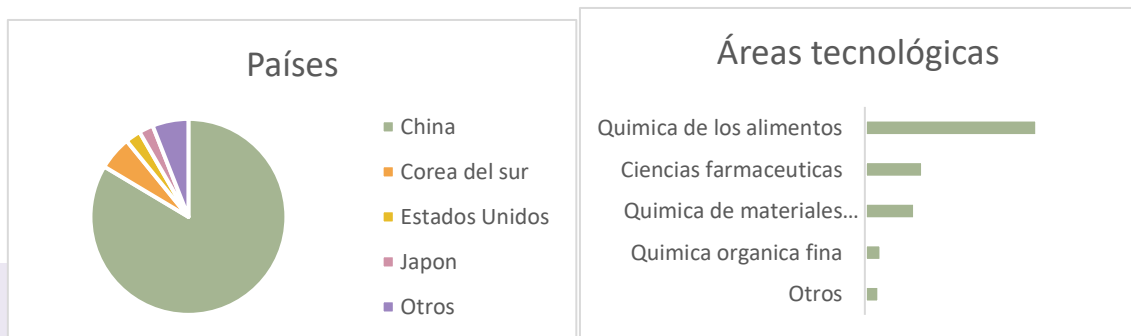 Países
China
Corea del sur
Estados Unidos
Japon
Otros
Áreas tecnológicas
Quimica de los alimentos
Ciencias farmaceuticas
Quimica de materiales...
Quimica organica fina
Otros